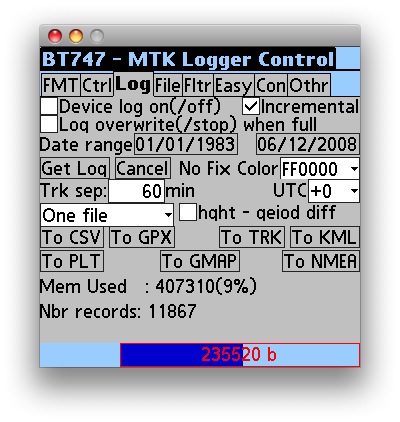 BT747 - MTK Logger Control
FMT Ctrl Log File Fltr Easy Con Othr
Device log on(/off) Incremental
Log overwrite(/stop) when full
Date range 01/01/1983 06/12/2008
Get Log Cancel No Fix Color FF0000
Trk sep: 60 min UTC +0
One file hght - geiod diff
To CSV To GPX To TRK To KML
To PLT To GMAP To NMEA
Mem Used : 407310(9%)
Nbr records: 11867
235520 b